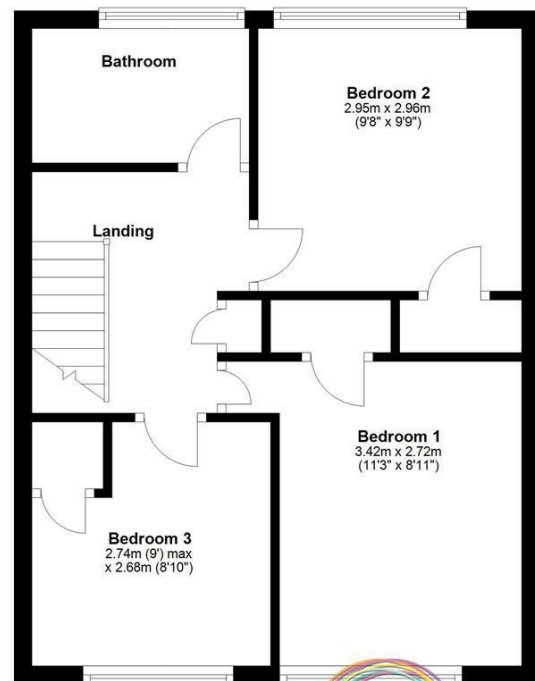 Bathroom
Bedroom 2
2.95m x 2.96m
(9'8" x 9'9")
Landing
Bedroom 1
3.42m x 2.72m
(11'3" x 8'11")
Bedroom 3
2.74m (9') max
x 2.68m (8'10")